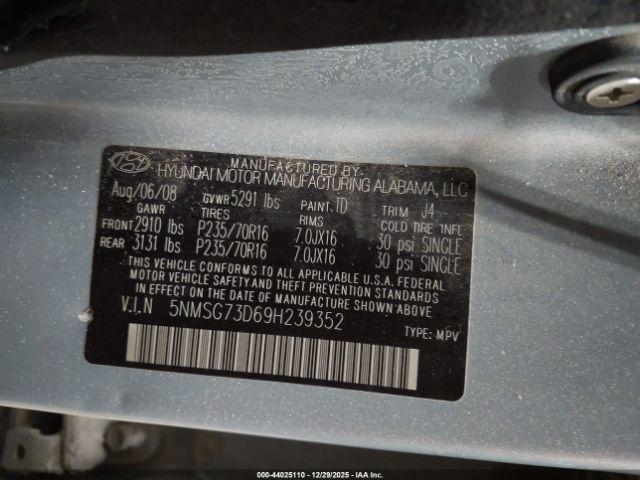 MANUFACTURED BY
HYUNDAI MOTOR MANUFACTURING ALABAMA, LLC
Aug/06/08 GVWR 5291 lbs PAINT 1D TRIM J4
GAWR TIRES RIMS COLD TIRE INFL
FRONT 2910 lbs P235/70R16 7.0JX16 30 psi SINGLE
REAR 3131 lbs P235/70R16 7.0JX16 30 psi SINGLE
THIS VEHICLE CONFORMS TO ALL APPLICABLE U.S.A. FEDERAL
MOTOR VEHICLE SAFETY AND THEFT PREVENTION STANDARDS
IN EFFECT ON THE DATE OF MANUFACTURE SHOWN ABOVE
V.I.N 5NMSG73D69H239352
TYPE: MPV
000-44025110 - 12/29/2025 - IAA Inc.